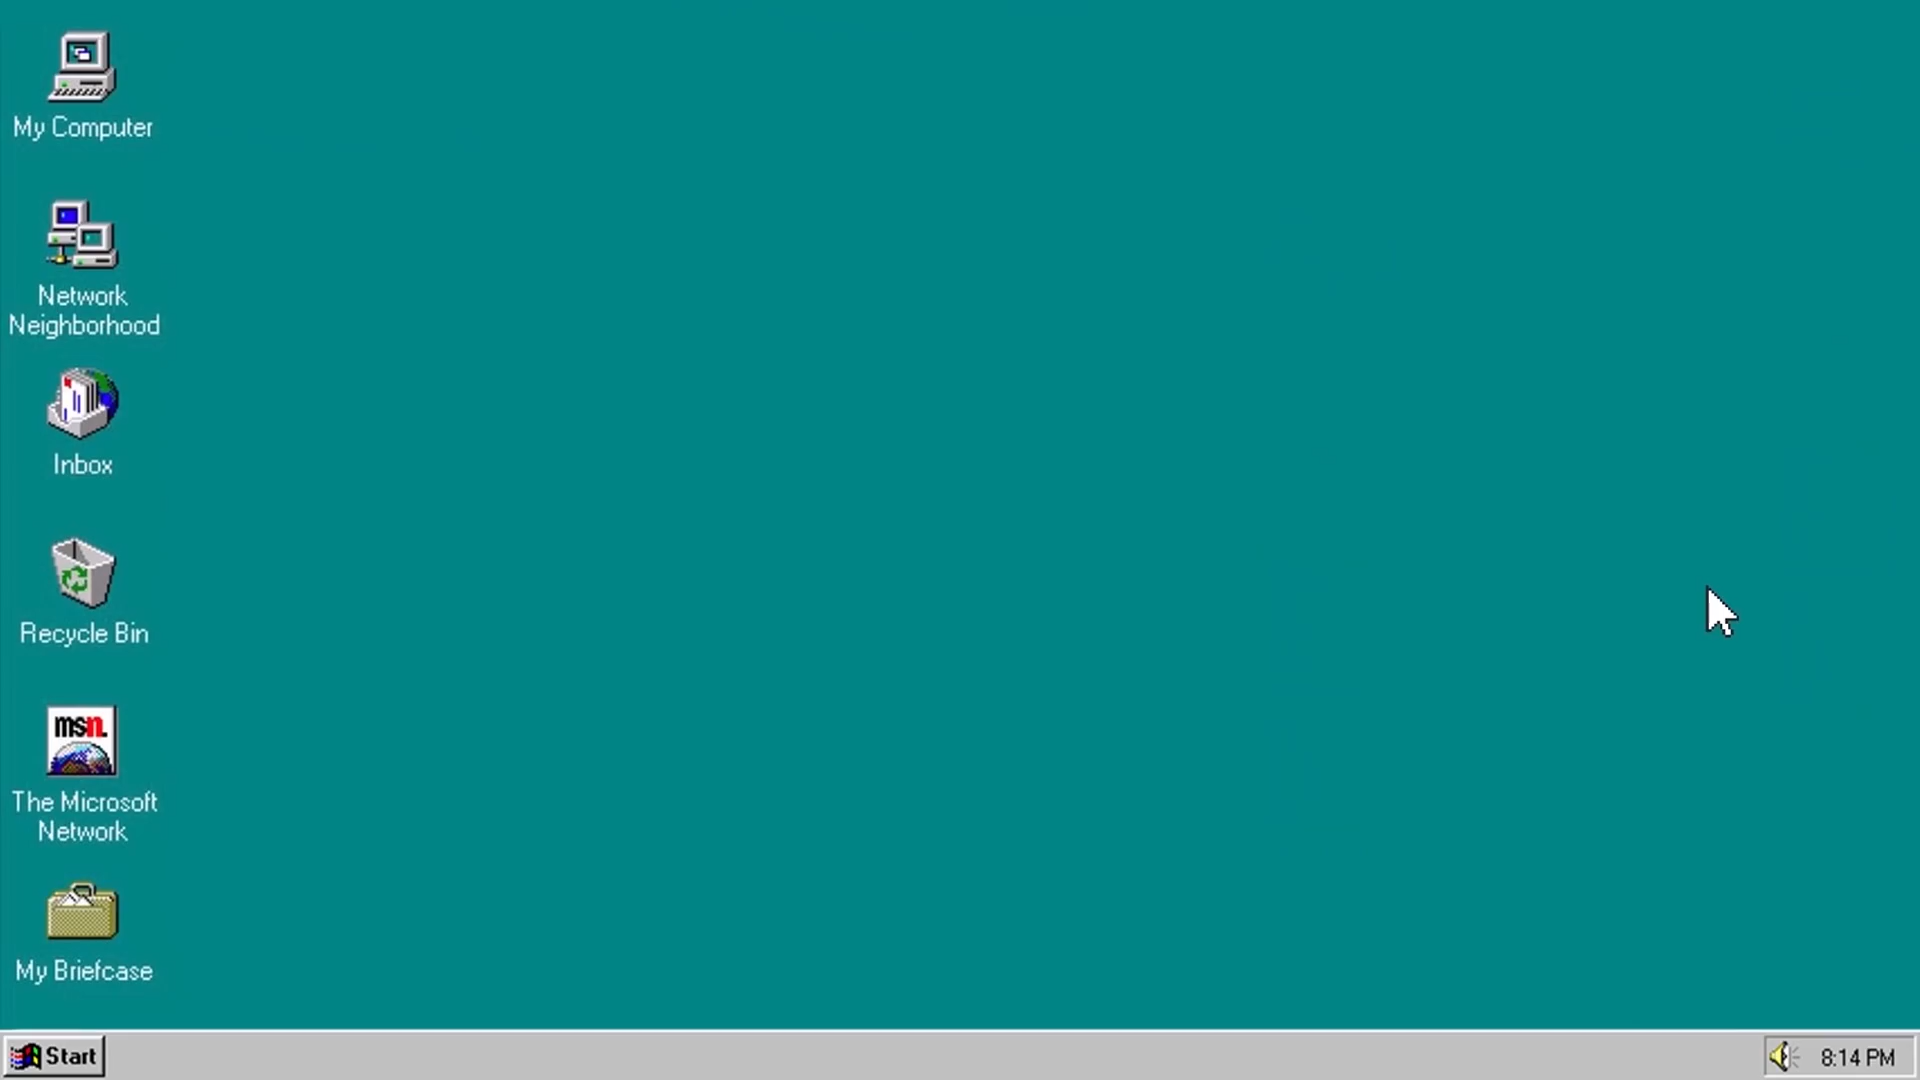 My Computer
Network
Neighborhood
Inbox
Recycle Bin
msn.
The Microsoft
Network
My Briefcase
Start
8:14 PM